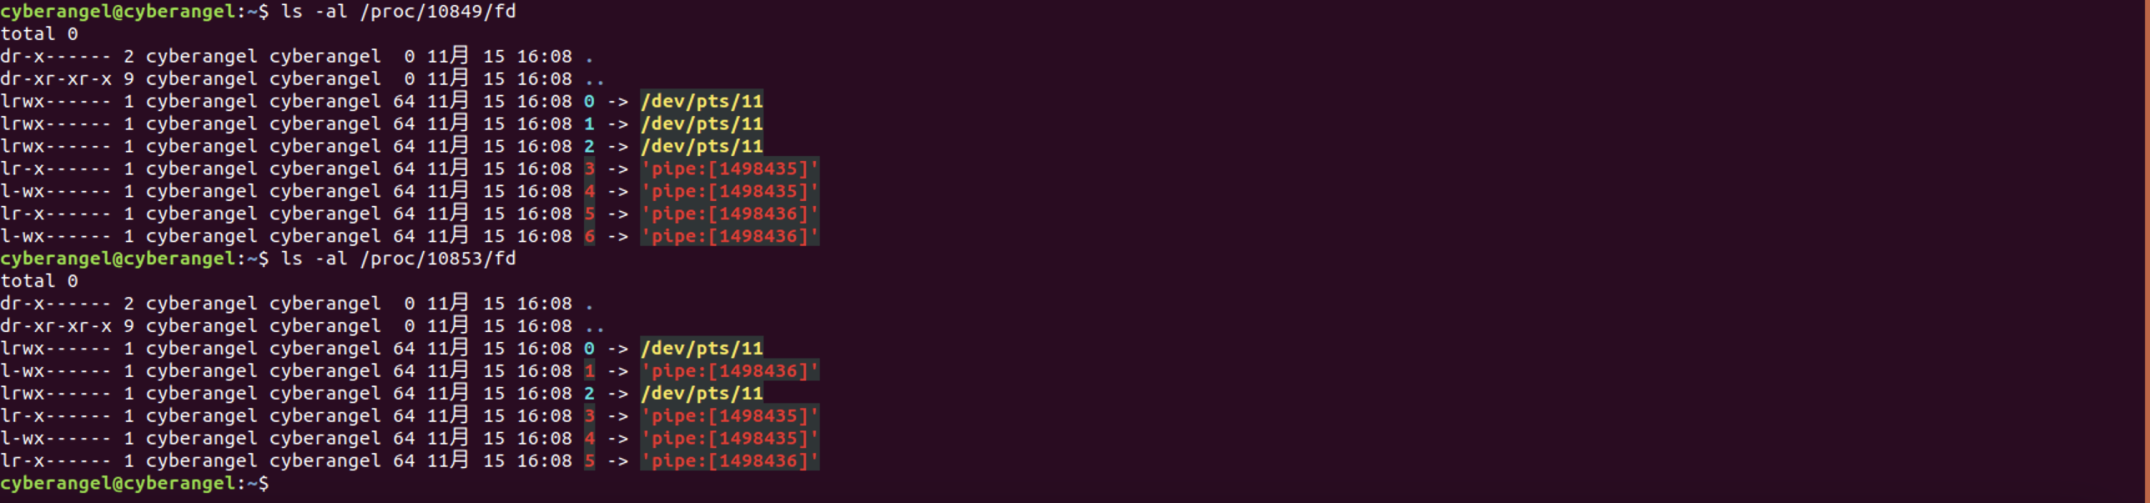 cyberangel@cyberangel:~$ ls -al /proc/10849/fd
total 0
dr-x------ 2 cyberangel cyberangel  0 11月 15 16:08 .
dr-xr-xr-x 9 cyberangel cyberangel  0 11月 15 16:08 ..
lrwx------ 1 cyberangel cyberangel 64 11月 15 16:08 0 -> /dev/pts/11
lrwx------ 1 cyberangel cyberangel 64 11月 15 16:08 1 -> /dev/pts/11
lrwx------ 1 cyberangel cyberangel 64 11月 15 16:08 2 -> /dev/pts/11
lr-x------ 1 cyberangel cyberangel 64 11月 15 16:08 3 -> 'pipe:[1498435]'
l-wx------ 1 cyberangel cyberangel 64 11月 15 16:08 4 -> 'pipe:[1498435]'
lr-x------ 1 cyberangel cyberangel 64 11月 15 16:08 5 -> 'pipe:[1498436]'
l-wx------ 1 cyberangel cyberangel 64 11月 15 16:08 6 -> 'pipe:[1498436]'
cyberangel@cyberangel:~$ ls -al /proc/10853/fd
total 0
dr-x------ 2 cyberangel cyberangel  0 11月 15 16:08 .
dr-xr-xr-x 9 cyberangel cyberangel  0 11月 15 16:08 ..
lrwx------ 1 cyberangel cyberangel 64 11月 15 16:08 0 -> /dev/pts/11
l-wx------ 1 cyberangel cyberangel 64 11月 15 16:08 1 -> 'pipe:[1498436]'
lrwx------ 1 cyberangel cyberangel 64 11月 15 16:08 2 -> /dev/pts/11
lr-x------ 1 cyberangel cyberangel 64 11月 15 16:08 3 -> 'pipe:[1498435]'
l-wx------ 1 cyberangel cyberangel 64 11月 15 16:08 4 -> 'pipe:[1498435]'
lr-x------ 1 cyberangel cyberangel 64 11月 15 16:08 5 -> 'pipe:[1498436]'
cyberangel@cyberangel:~$